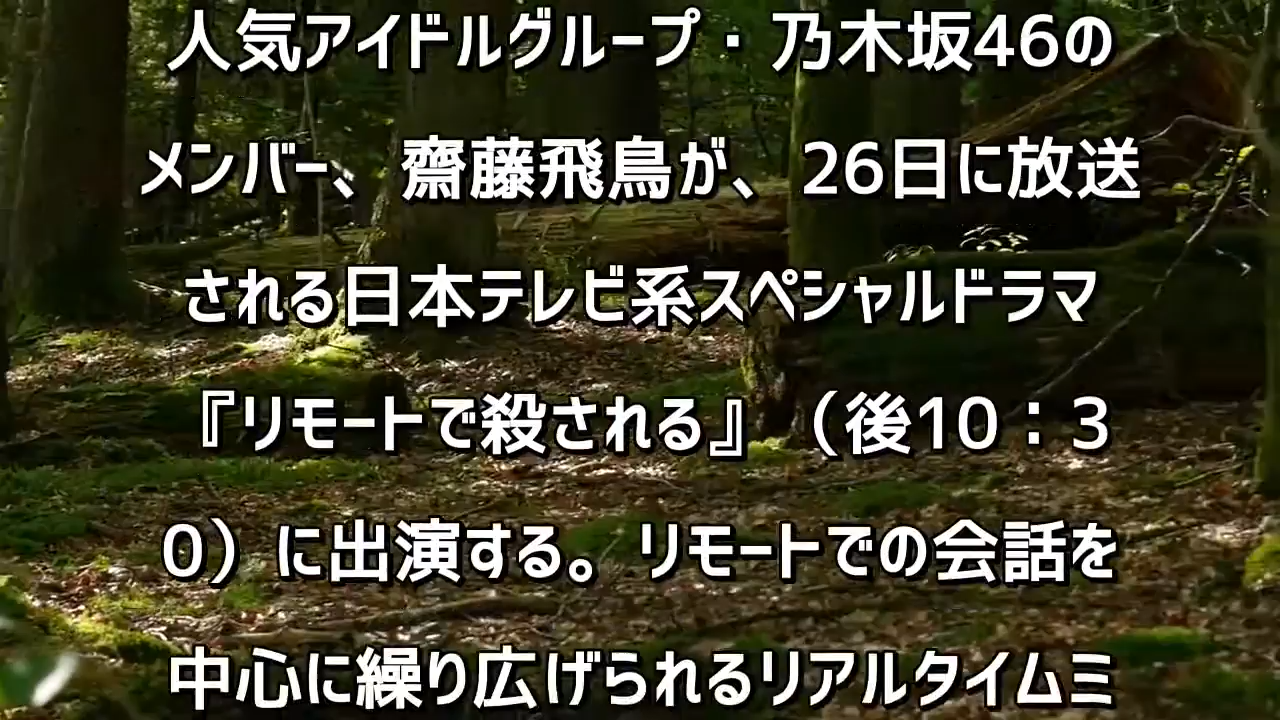 人気アイドルグループ・乃木坂46の
メンバー、齋藤飛鳥が、26日に放送
される日本テレビ系スペシャルドラマ
『リモートで殺される』（後10：3
0）に出演する。リモートでの会話を
中心に繰り広げられるリアルタイムミ